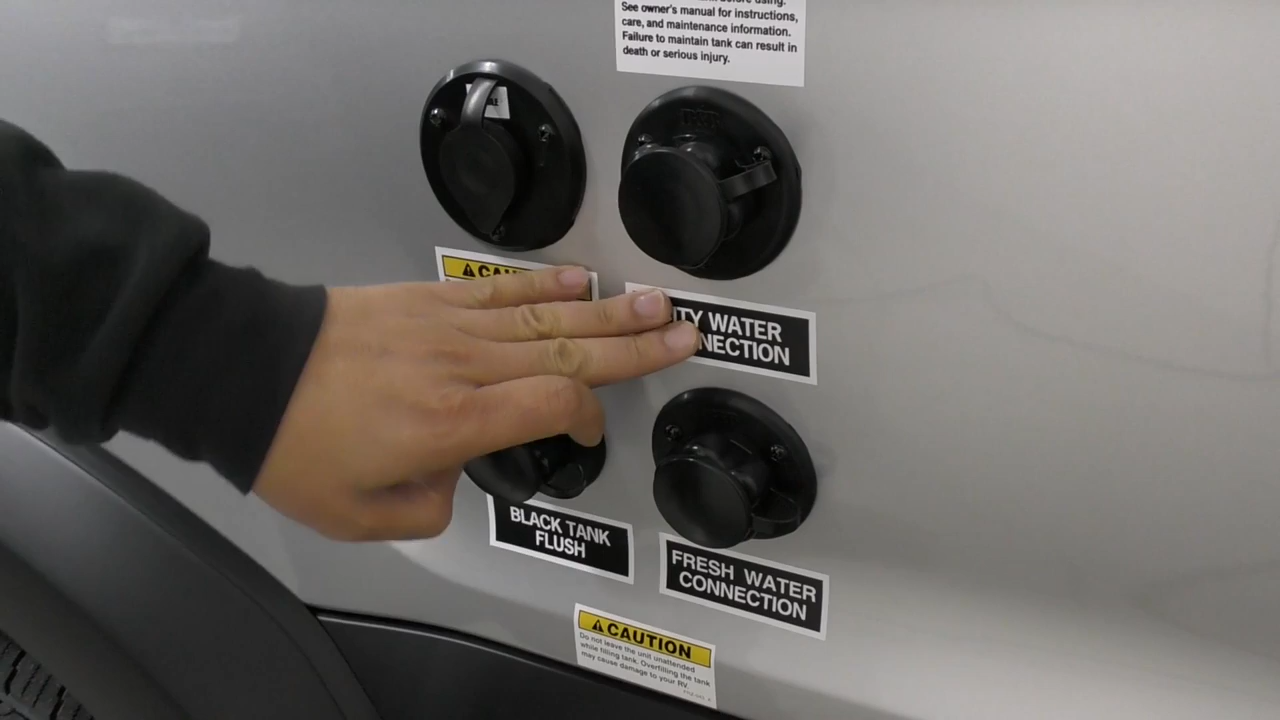 before using.
See owner's manual for instructions,
care, and maintenance information.
Failure to maintain tank can result in
death or serious injury.
ITY WATER
NECTION
BLACK TANK
FLUSH
FRESH WATER
CONNECTION
CAUTION
Do not leave the unit unattended
while filling tank. Overfilling the tank
may cause damage to your RV.